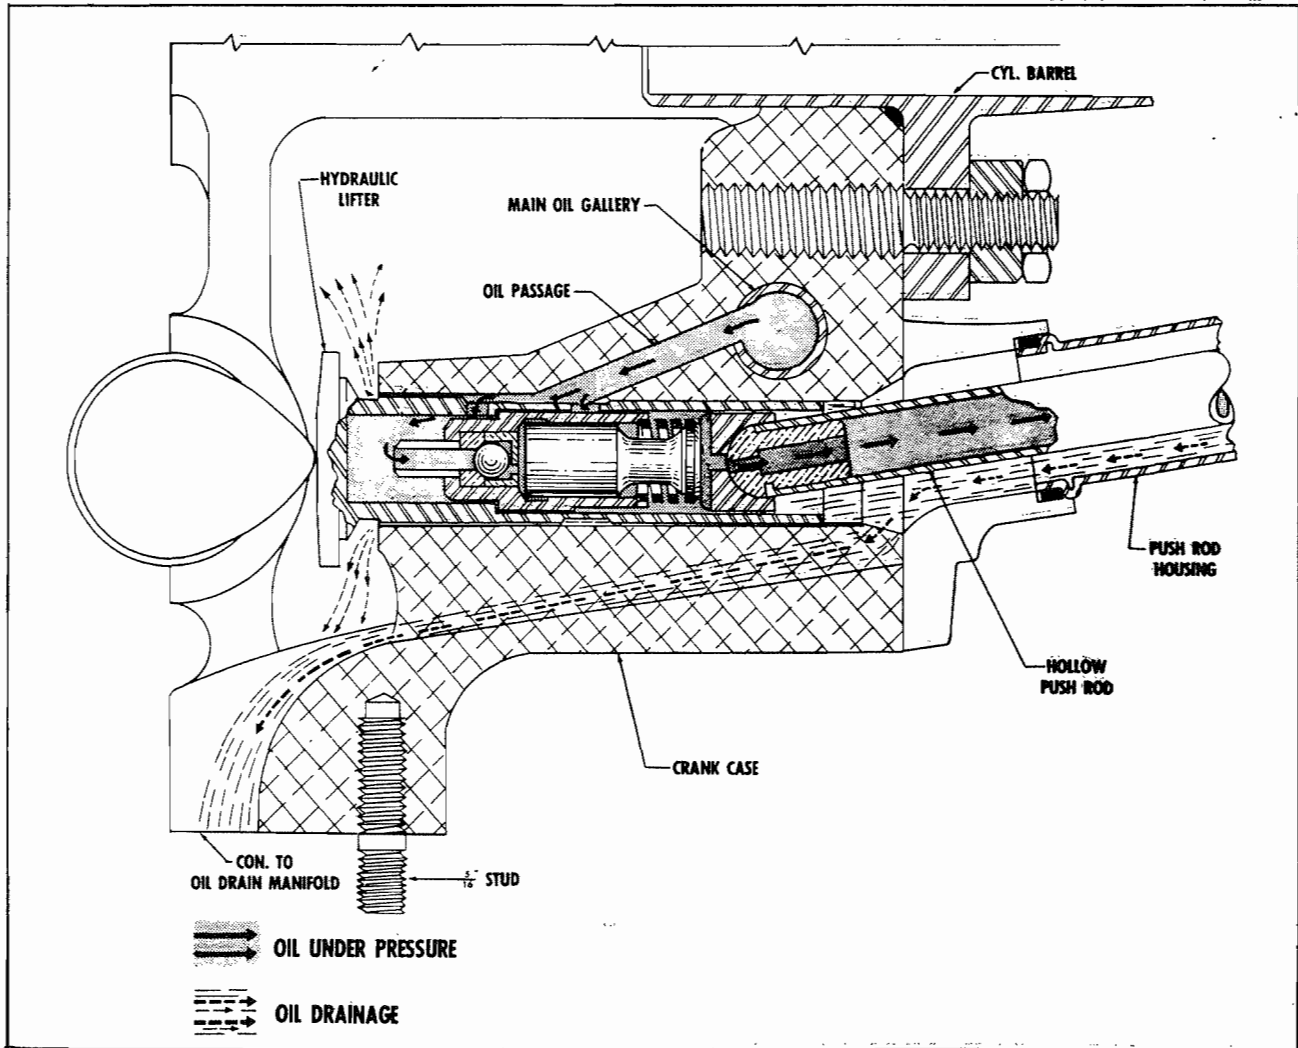 CYL. BARREL
HYDRAULIC
LIFTER
MAIN OIL GALLERY
OIL PASSAGE
PUSH ROD
HOUSING
HOLLOW
PUSH ROD
CRANK CASE
CON. TO
OIL DRAIN MANIFOLD
5/16" STUD
OIL UNDER PRESSURE
OIL DRAINAGE